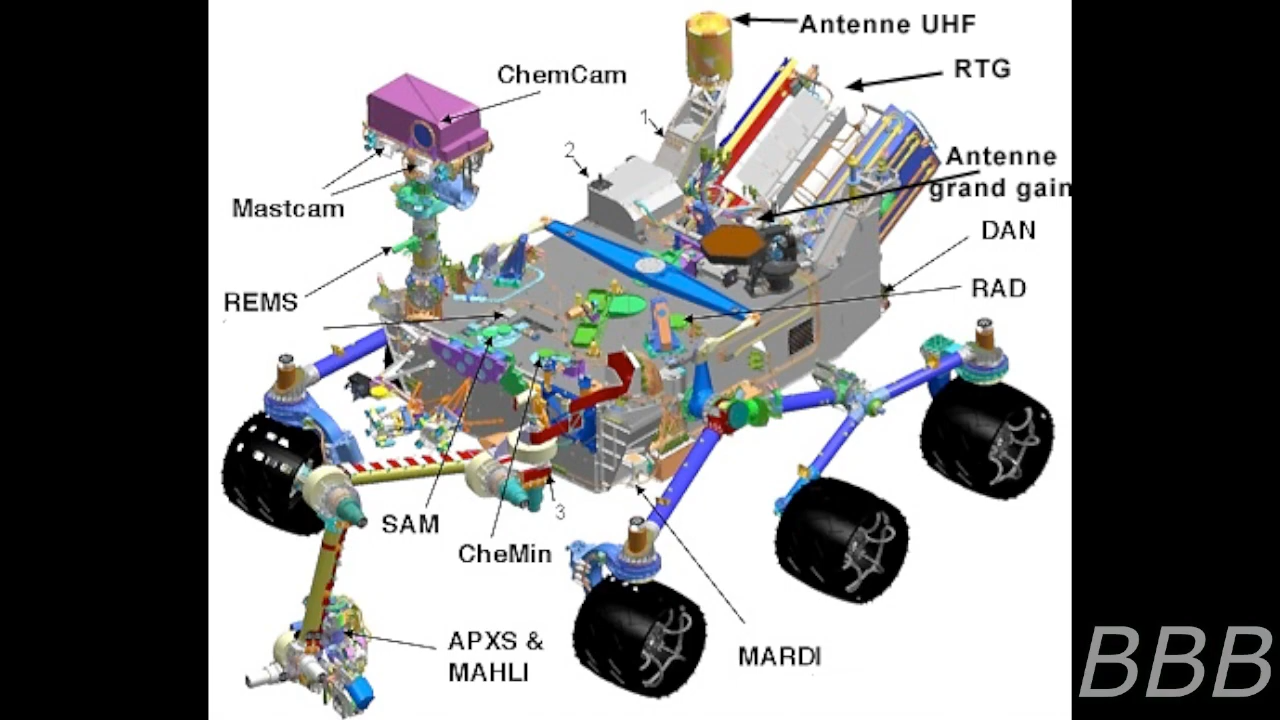 Antenne UHF
RTG
ChemCam
1
2
Antenne
grand gain
Mastcam
DAN
RAD
REMS
3
SAM
CheMin
APXS &
MAHLI
MARDI
BBB